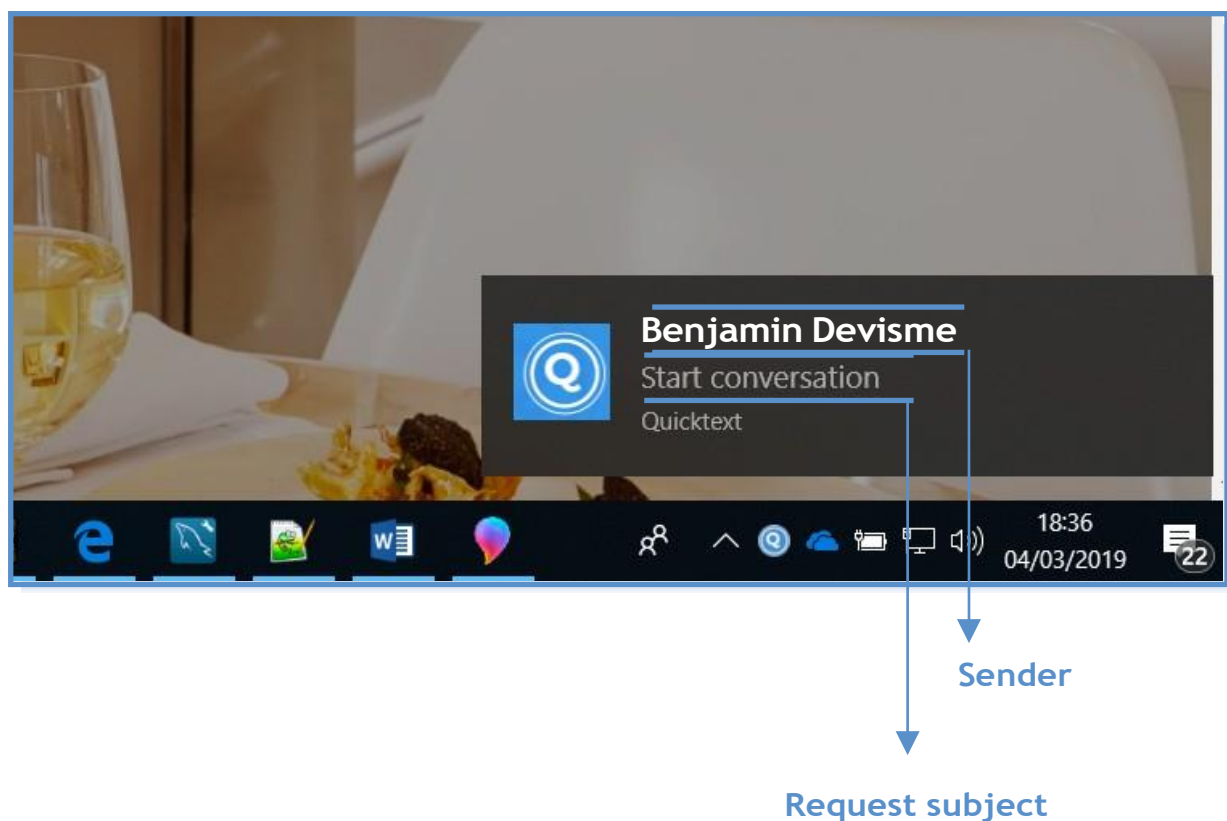 Q
Benjamin Devisme
Start conversation
Quicktext
e
W
Q
18:36
04/03/2019
22
Sender
Request subject